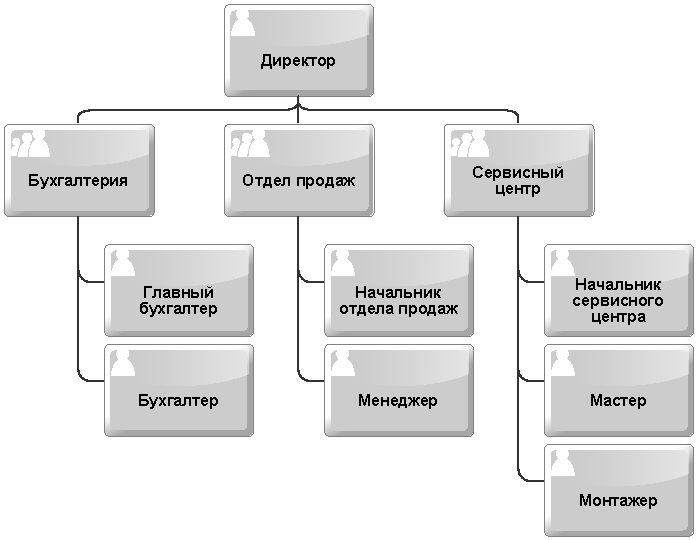 Директор
Бухгалтерия
Отдел продаж
Сервисный
центр
Главный
бухгалтер
Начальник
отдела продаж
Начальник
сервисного
центра
Бухгалтер
Менеджер
Мастер
Монтажер